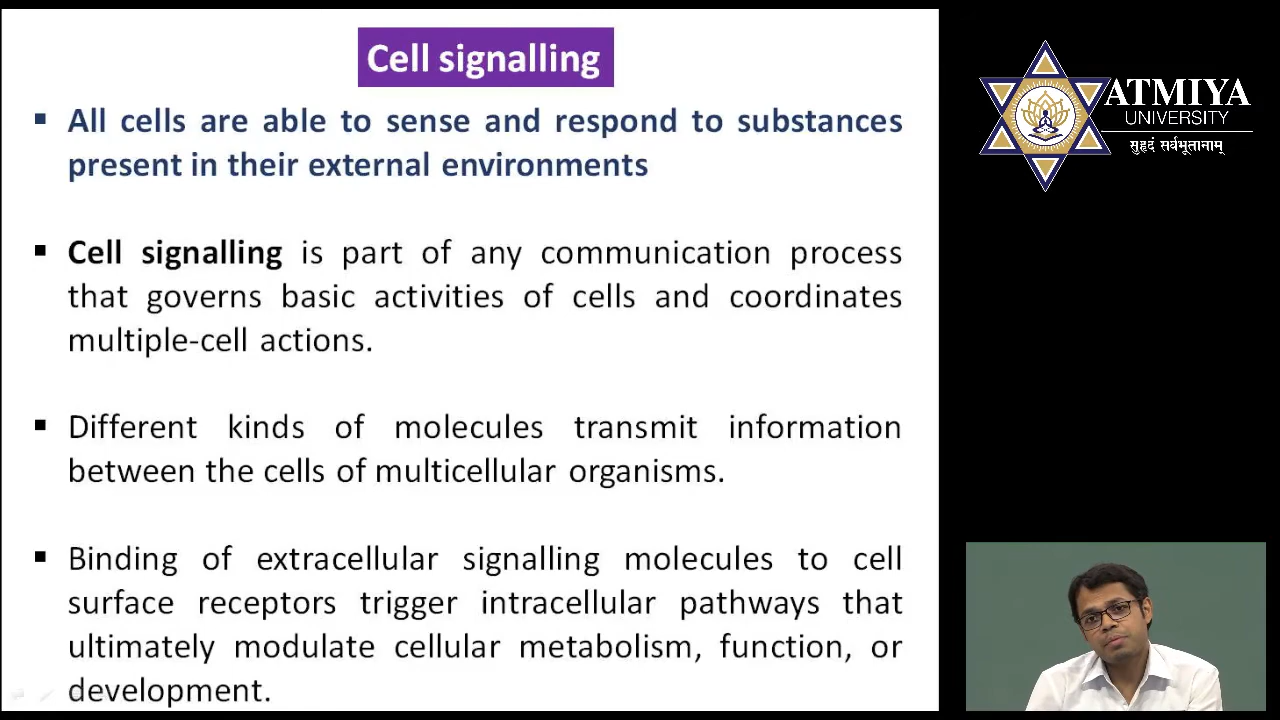 Cell signalling
▪ All cells are able to sense and respond to substances
present in their external environments
▪ Cell signalling is part of any communication process
that governs basic activities of cells and coordinates
multiple-cell actions.
▪ Different kinds of molecules transmit information
between the cells of multicellular organisms.
▪ Binding of extracellular signalling molecules to cell
surface receptors trigger intracellular pathways that
ultimately modulate cellular metabolism, function, or
development.
ATMIYA
UNIVERSITY
सुहृदं सर्वभूतानाम्